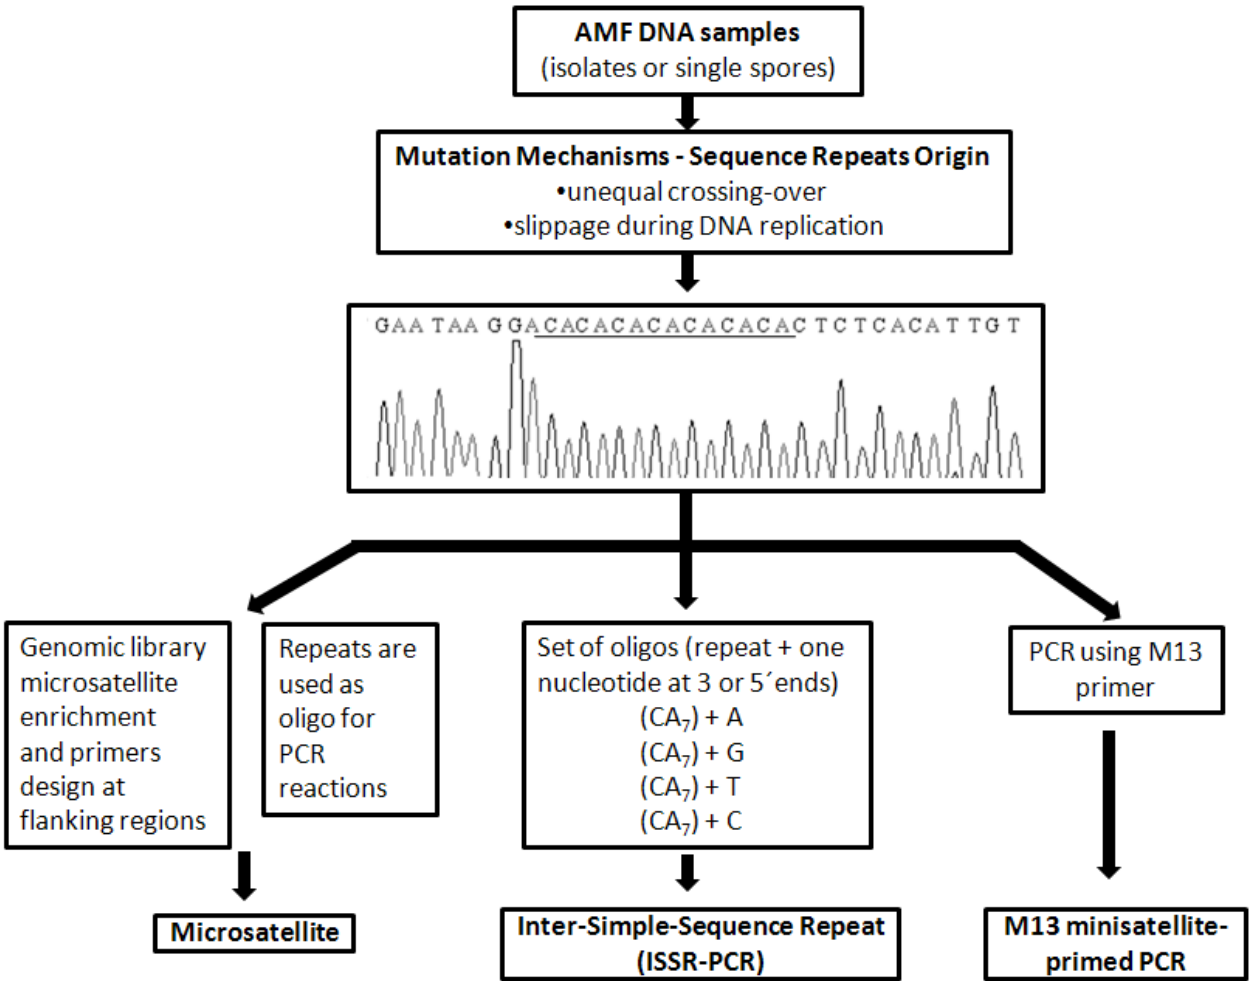 AMF DNA samples
(isolates or single spores)
Mutation Mechanisms - Sequence Repeats Origin
•unequal crossing-over
•slippage during DNA replication
GAA TAA G GACACACACACACACACTCTCACAT TGT
Genomic library
microsatellite
enrichment
and primers
design at
flanking regions
Repeats are
used as
oligo for
PCR
reactions
Set of oligos (repeat + one
nucleotide at 3 or 5´ends)
(CA₇) + A
(CA₇) + G
(CA₇) + T
(CA₇) + C
PCR using M13
primer
Microsatellite
Inter-Simple-Sequence Repeat
(ISSR-PCR)
M13 minisatellite-
primed PCR